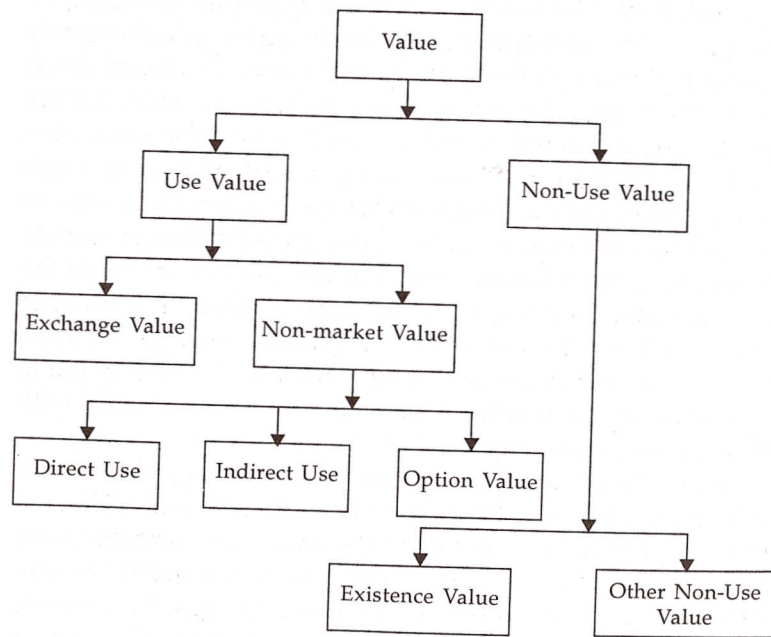 Value
Use Value
Non-Use Value
Exchange Value
Non-market Value
Direct Use
Indirect Use
Option Value
Existence Value
Other Non-Use
Value